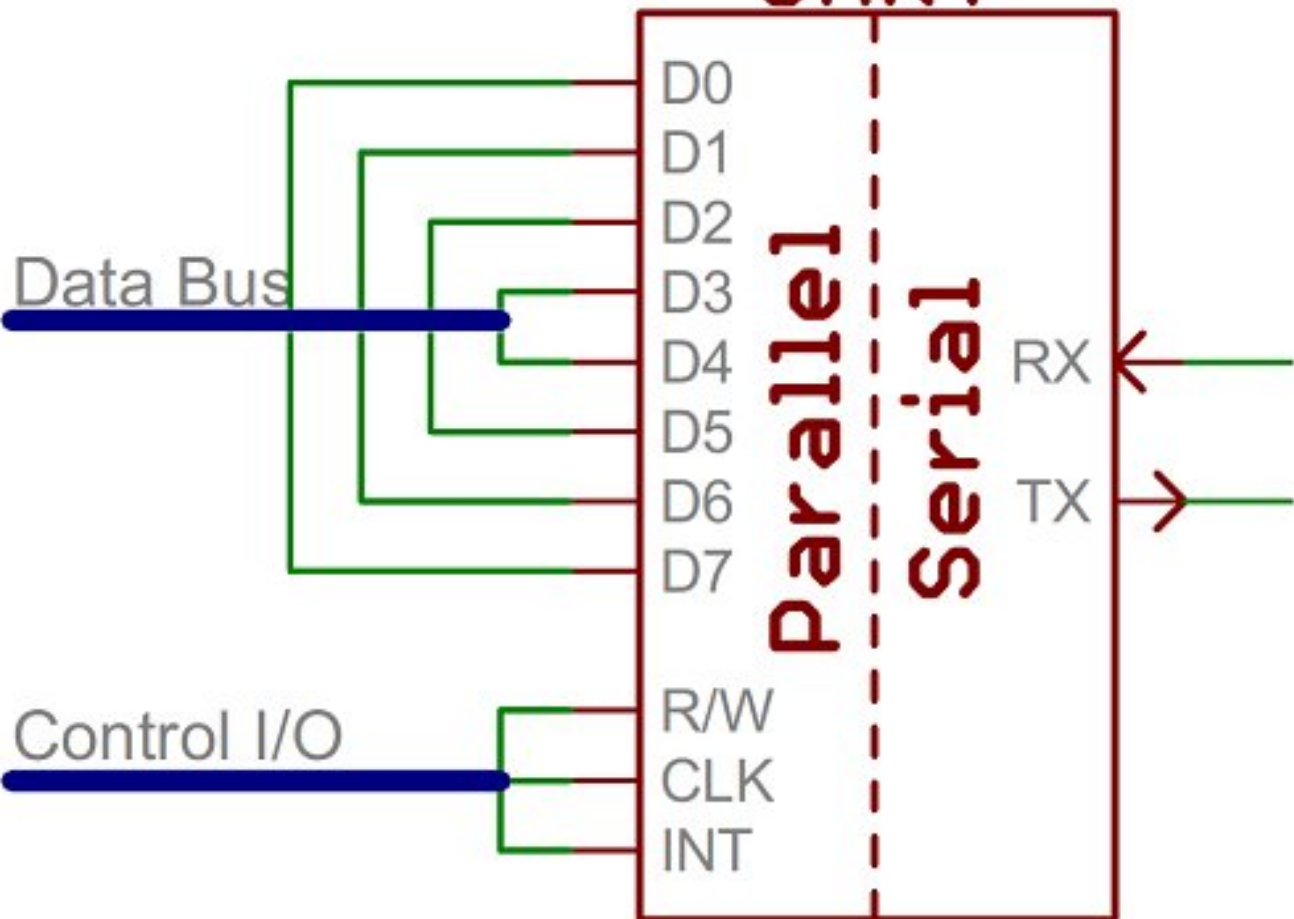 D0
D1
D2
Data Bus
D3
D4
D5
D6
D7
Parallel
Serial
RX
TX
Control I/O
R/W
CLK
INT